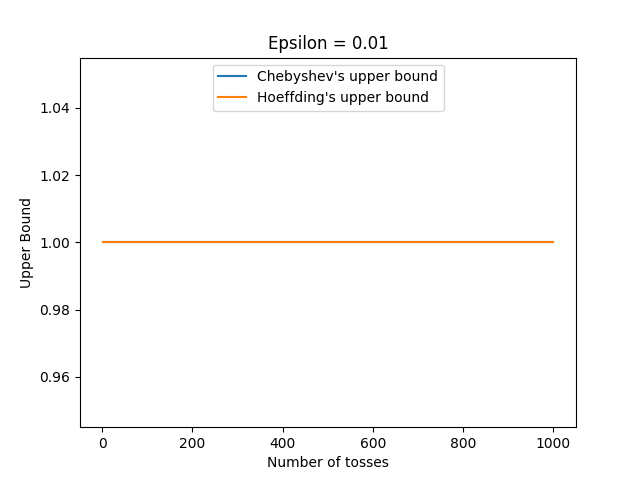 Epsilon = 0.01
Chebyshev's upper bound
Hoeffding's upper bound
1.04
1.02
1.00
0.98
0.96
Upper Bound
0 200 400 600 800 1000
Number of tosses